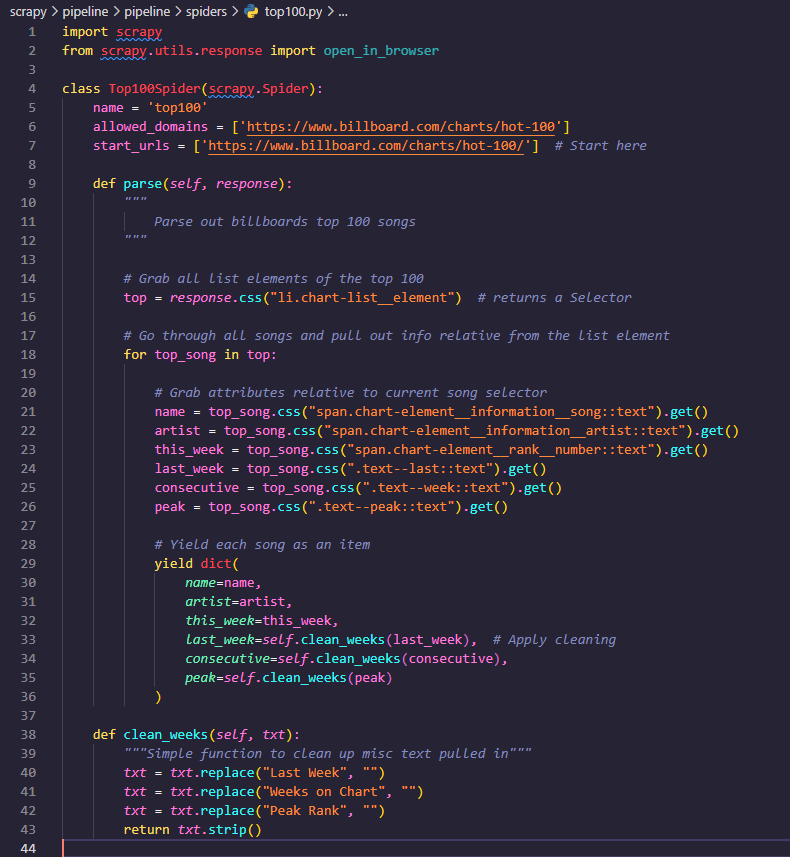 scrapy > pipeline > pipeline > spiders > top100.py > ...
1 import scrapy
2 from scrapy.utils.response import open_in_browser
3
4 class Top100Spider(scrapy.Spider):
5     name = 'top100'
6     allowed_domains = ['https://www.billboard.com/charts/hot-100']
7     start_urls = ['https://www.billboard.com/charts/hot-100/']  # Start here
8
9     def parse(self, response):
10         """
11             Parse out billboards top 100 songs
12         """
13
14         # Grab all list elements of the top 100
15         top = response.css("li.chart-list__element")  # returns a Selector
16
17         # Go through all songs and pull out info relative from the list element
18         for top_song in top:
19
20             # Grab attributes relative to current song selector
21             name = top_song.css("span.chart-element__information__song::text").get()
22             artist = top_song.css("span.chart-element__information__artist::text").get()
23             this_week = top_song.css("span.chart-element__rank__number::text").get()
24             last_week = top_song.css(".text--last::text").get()
25             consecutive = top_song.css(".text--week::text").get()
26             peak = top_song.css(".text--peak::text").get()
27
28             # Yield each song as an item
29             yield dict(
30                 name=name,
31                 artist=artist,
32                 this_week=this_week,
33                 last_week=self.clean_weeks(last_week),  # Apply cleaning
34                 consecutive=self.clean_weeks(consecutive),
35                 peak=self.clean_weeks(peak)
36             )
37
38     def clean_weeks(self, txt):
39         """Simple function to clean up misc text pulled in"""
40         txt = txt.replace("Last Week", "")
41         txt = txt.replace("Weeks on Chart", "")
42         txt = txt.replace("Peak Rank", "")
43         return txt.strip()
44